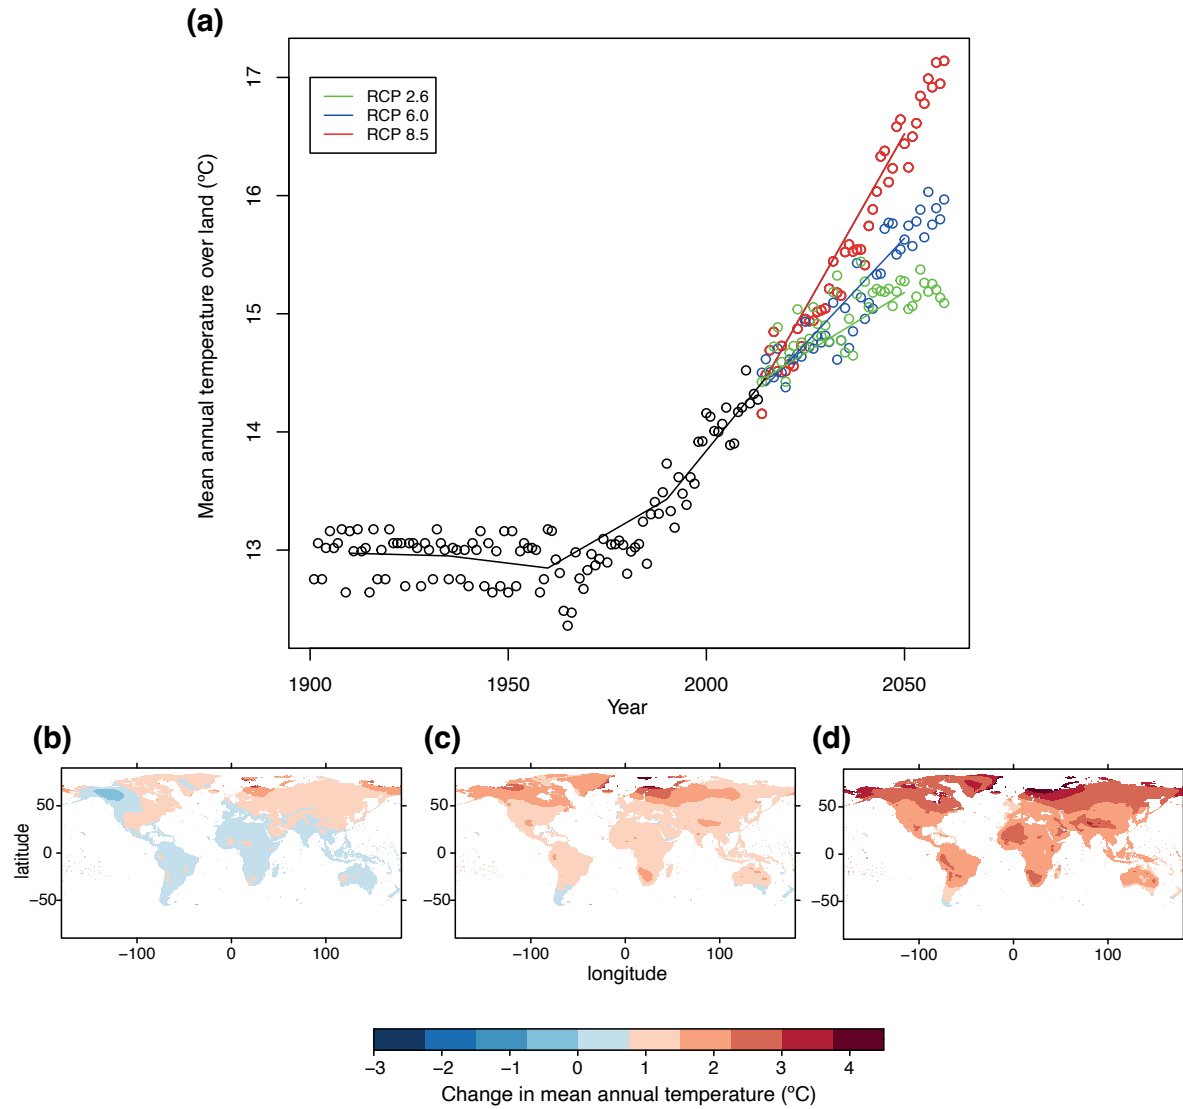 (a)
17
16
15
14
13
Mean annual temperature over land (ºC)
RCP 2.6
RCP 6.0
RCP 8.5
1900 1950 2000 2050
Year
(b) (c) (d)
50 50 50
0 0 0
−50 −50 −50
latitude
−100 0 100 −100 0 100 −100 0 100
longitude
−3 −2 −1 0 1 2 3 4
Change in mean annual temperature (ºC)